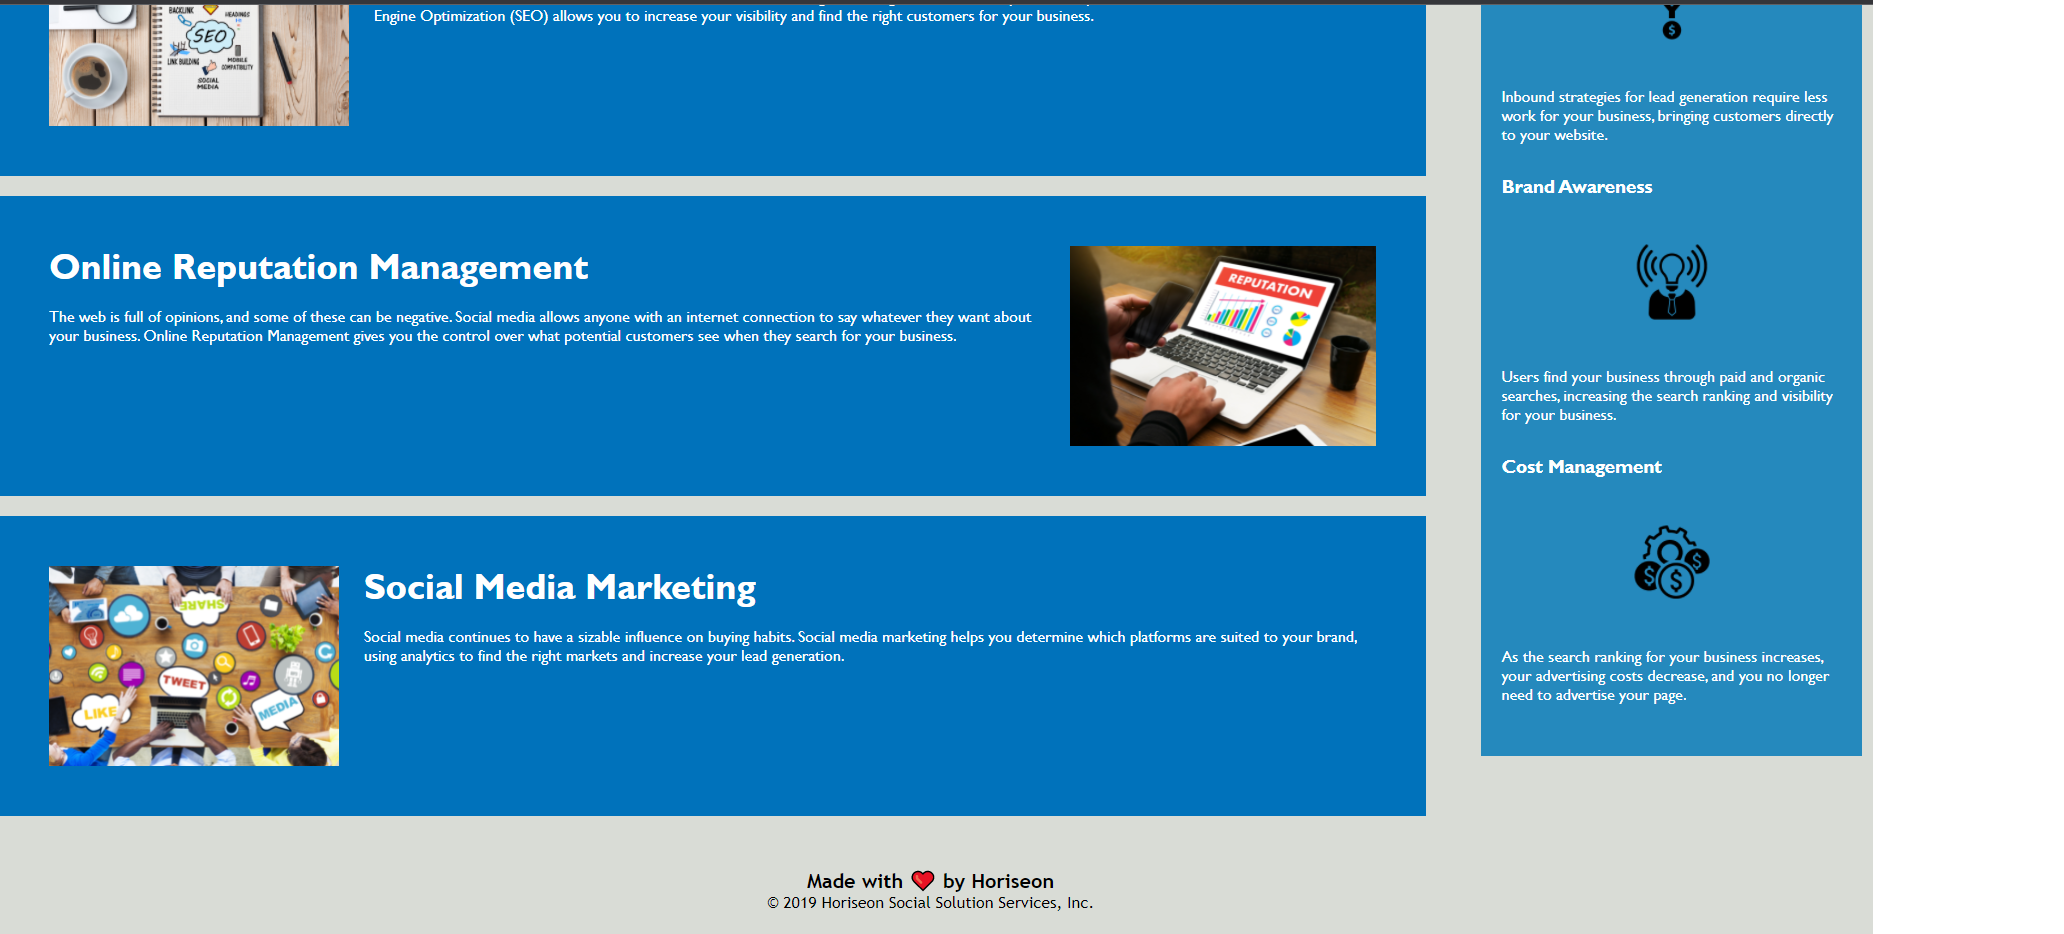 Engine Optimization (SEO) allows you to increase your visibility and find the right customers for your business.
BACKLINK
HEADINGS
SEO
LINK BUILDING
MOBILE
COMPATIBILITY
SOCIAL
MEDIA
Online Reputation Management
The web is full of opinions, and some of these can be negative. Social media allows anyone with an internet connection to say whatever they want about
your business. Online Reputation Management gives you the control over what potential customers see when they search for your business.
REPUTATION
Social Media Marketing
Social media continues to have a sizable influence on buying habits. Social media marketing helps you determine which platforms are suited to your brand,
using analytics to find the right markets and increase your lead generation.
SHARE
TWEET
LIKE
MEDIA
$
Inbound strategies for lead generation require less
work for your business, bringing customers directly
to your website.
Brand Awareness
Users find your business through paid and organic
searches, increasing the search ranking and visibility
for your business.
Cost Management
$ $ $
As the search ranking for your business increases,
your advertising costs decrease, and you no longer
need to advertise your page.
Made with ❤️ by Horiseon
© 2019 Horiseon Social Solution Services, Inc.